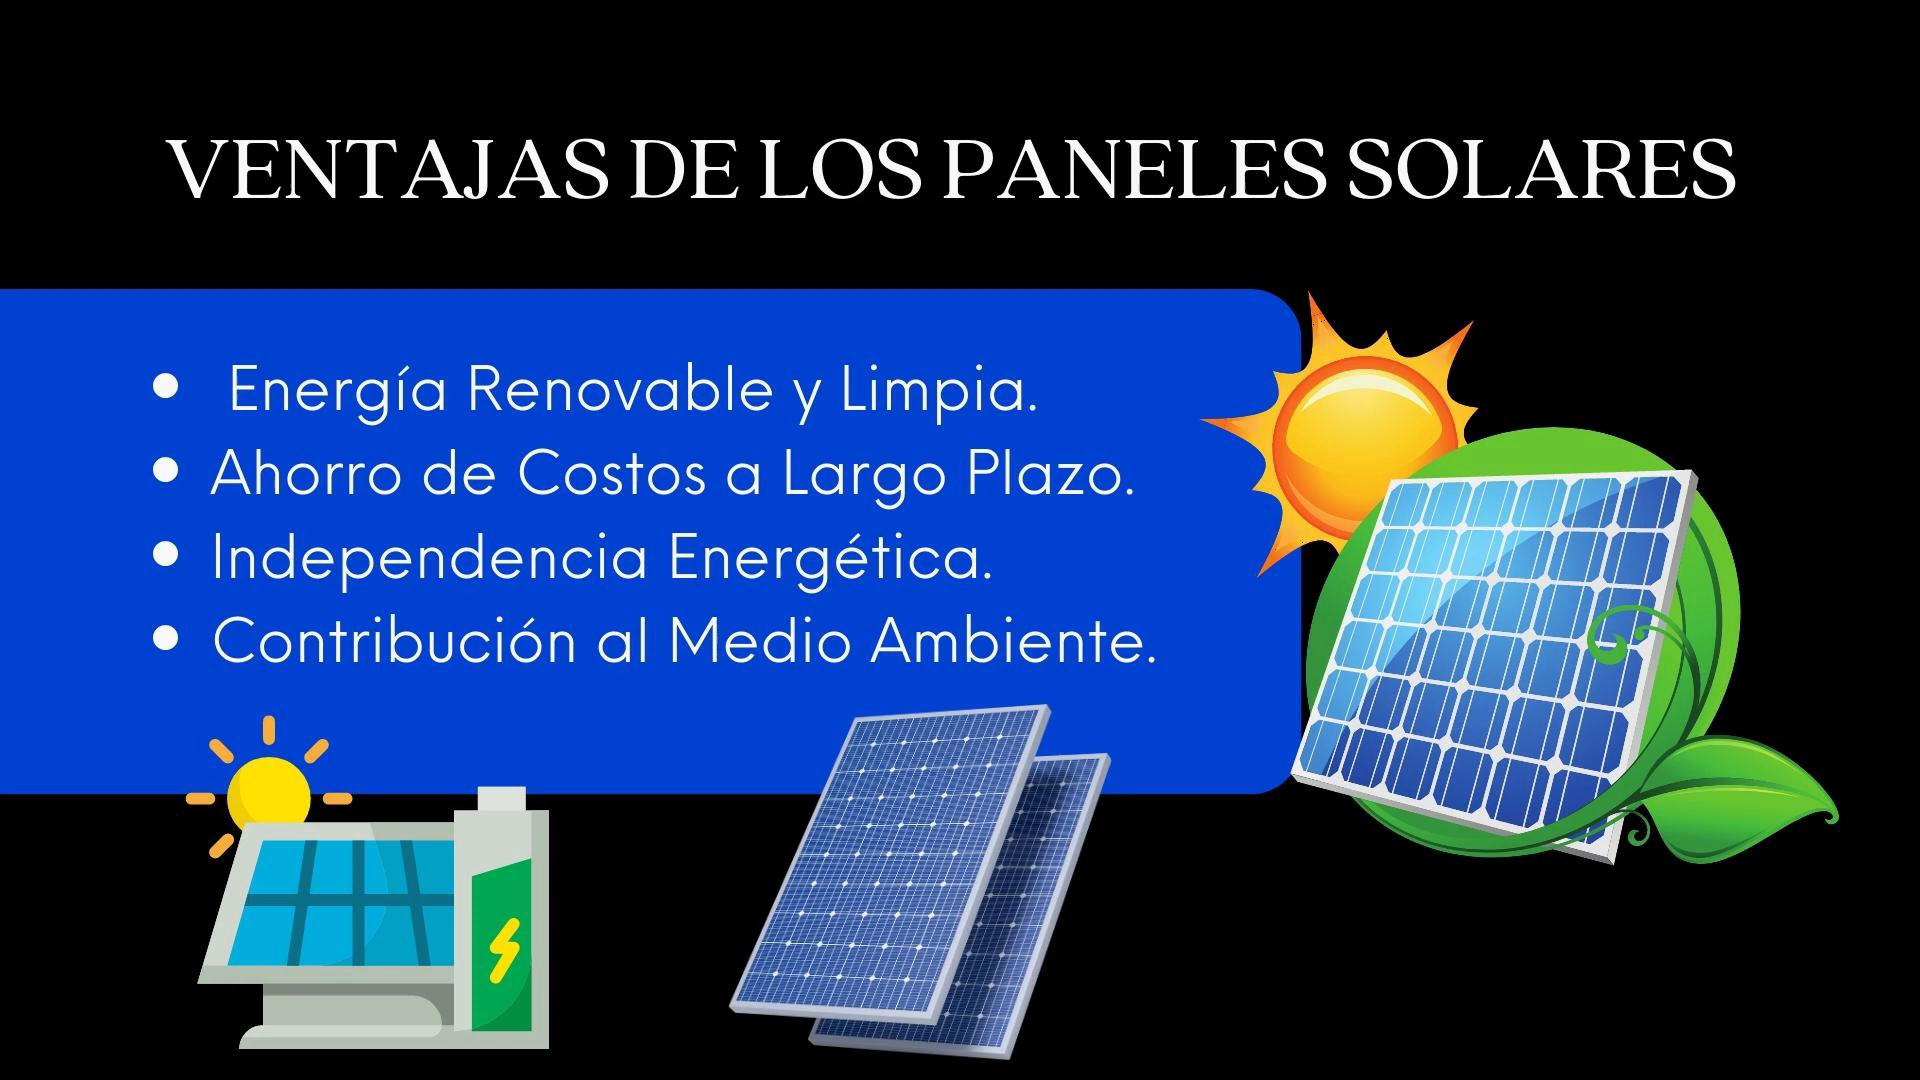 VENTAJAS DE LOS PANELES SOLARES
• Energía Renovable y Limpia.
• Ahorro de Costos a Largo Plazo.
• Independencia Energética.
• Contribución al Medio Ambiente.